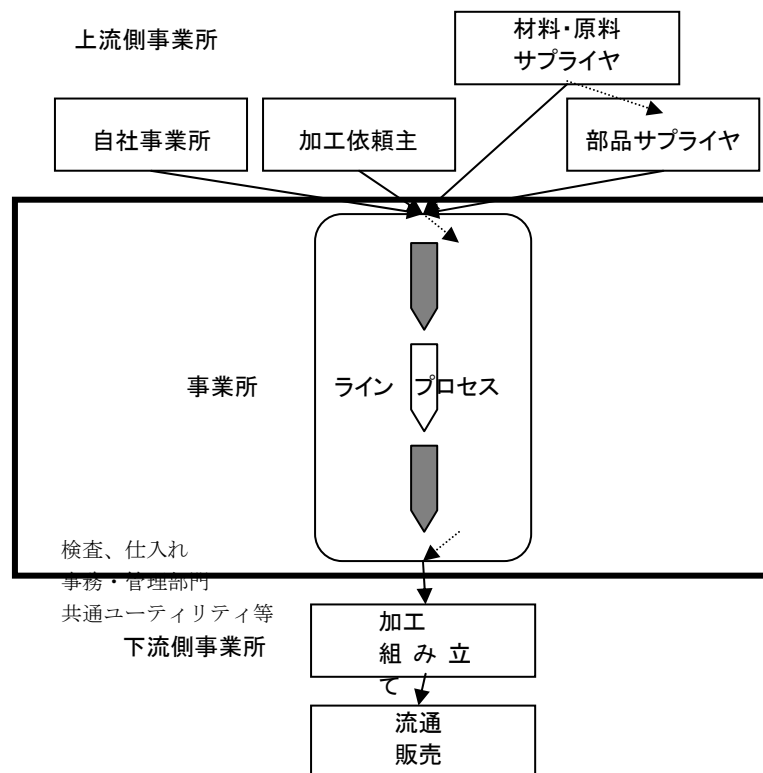 上流側事業所
材料・原料
サプライヤ
自社事業所
加工依頼主
部品サプライヤ
事業所
ライン プロセス
検査、仕入れ
事務・管理部門
共通ユーティリティ等
下流側事業所
加工
組み立
て
流通
販売